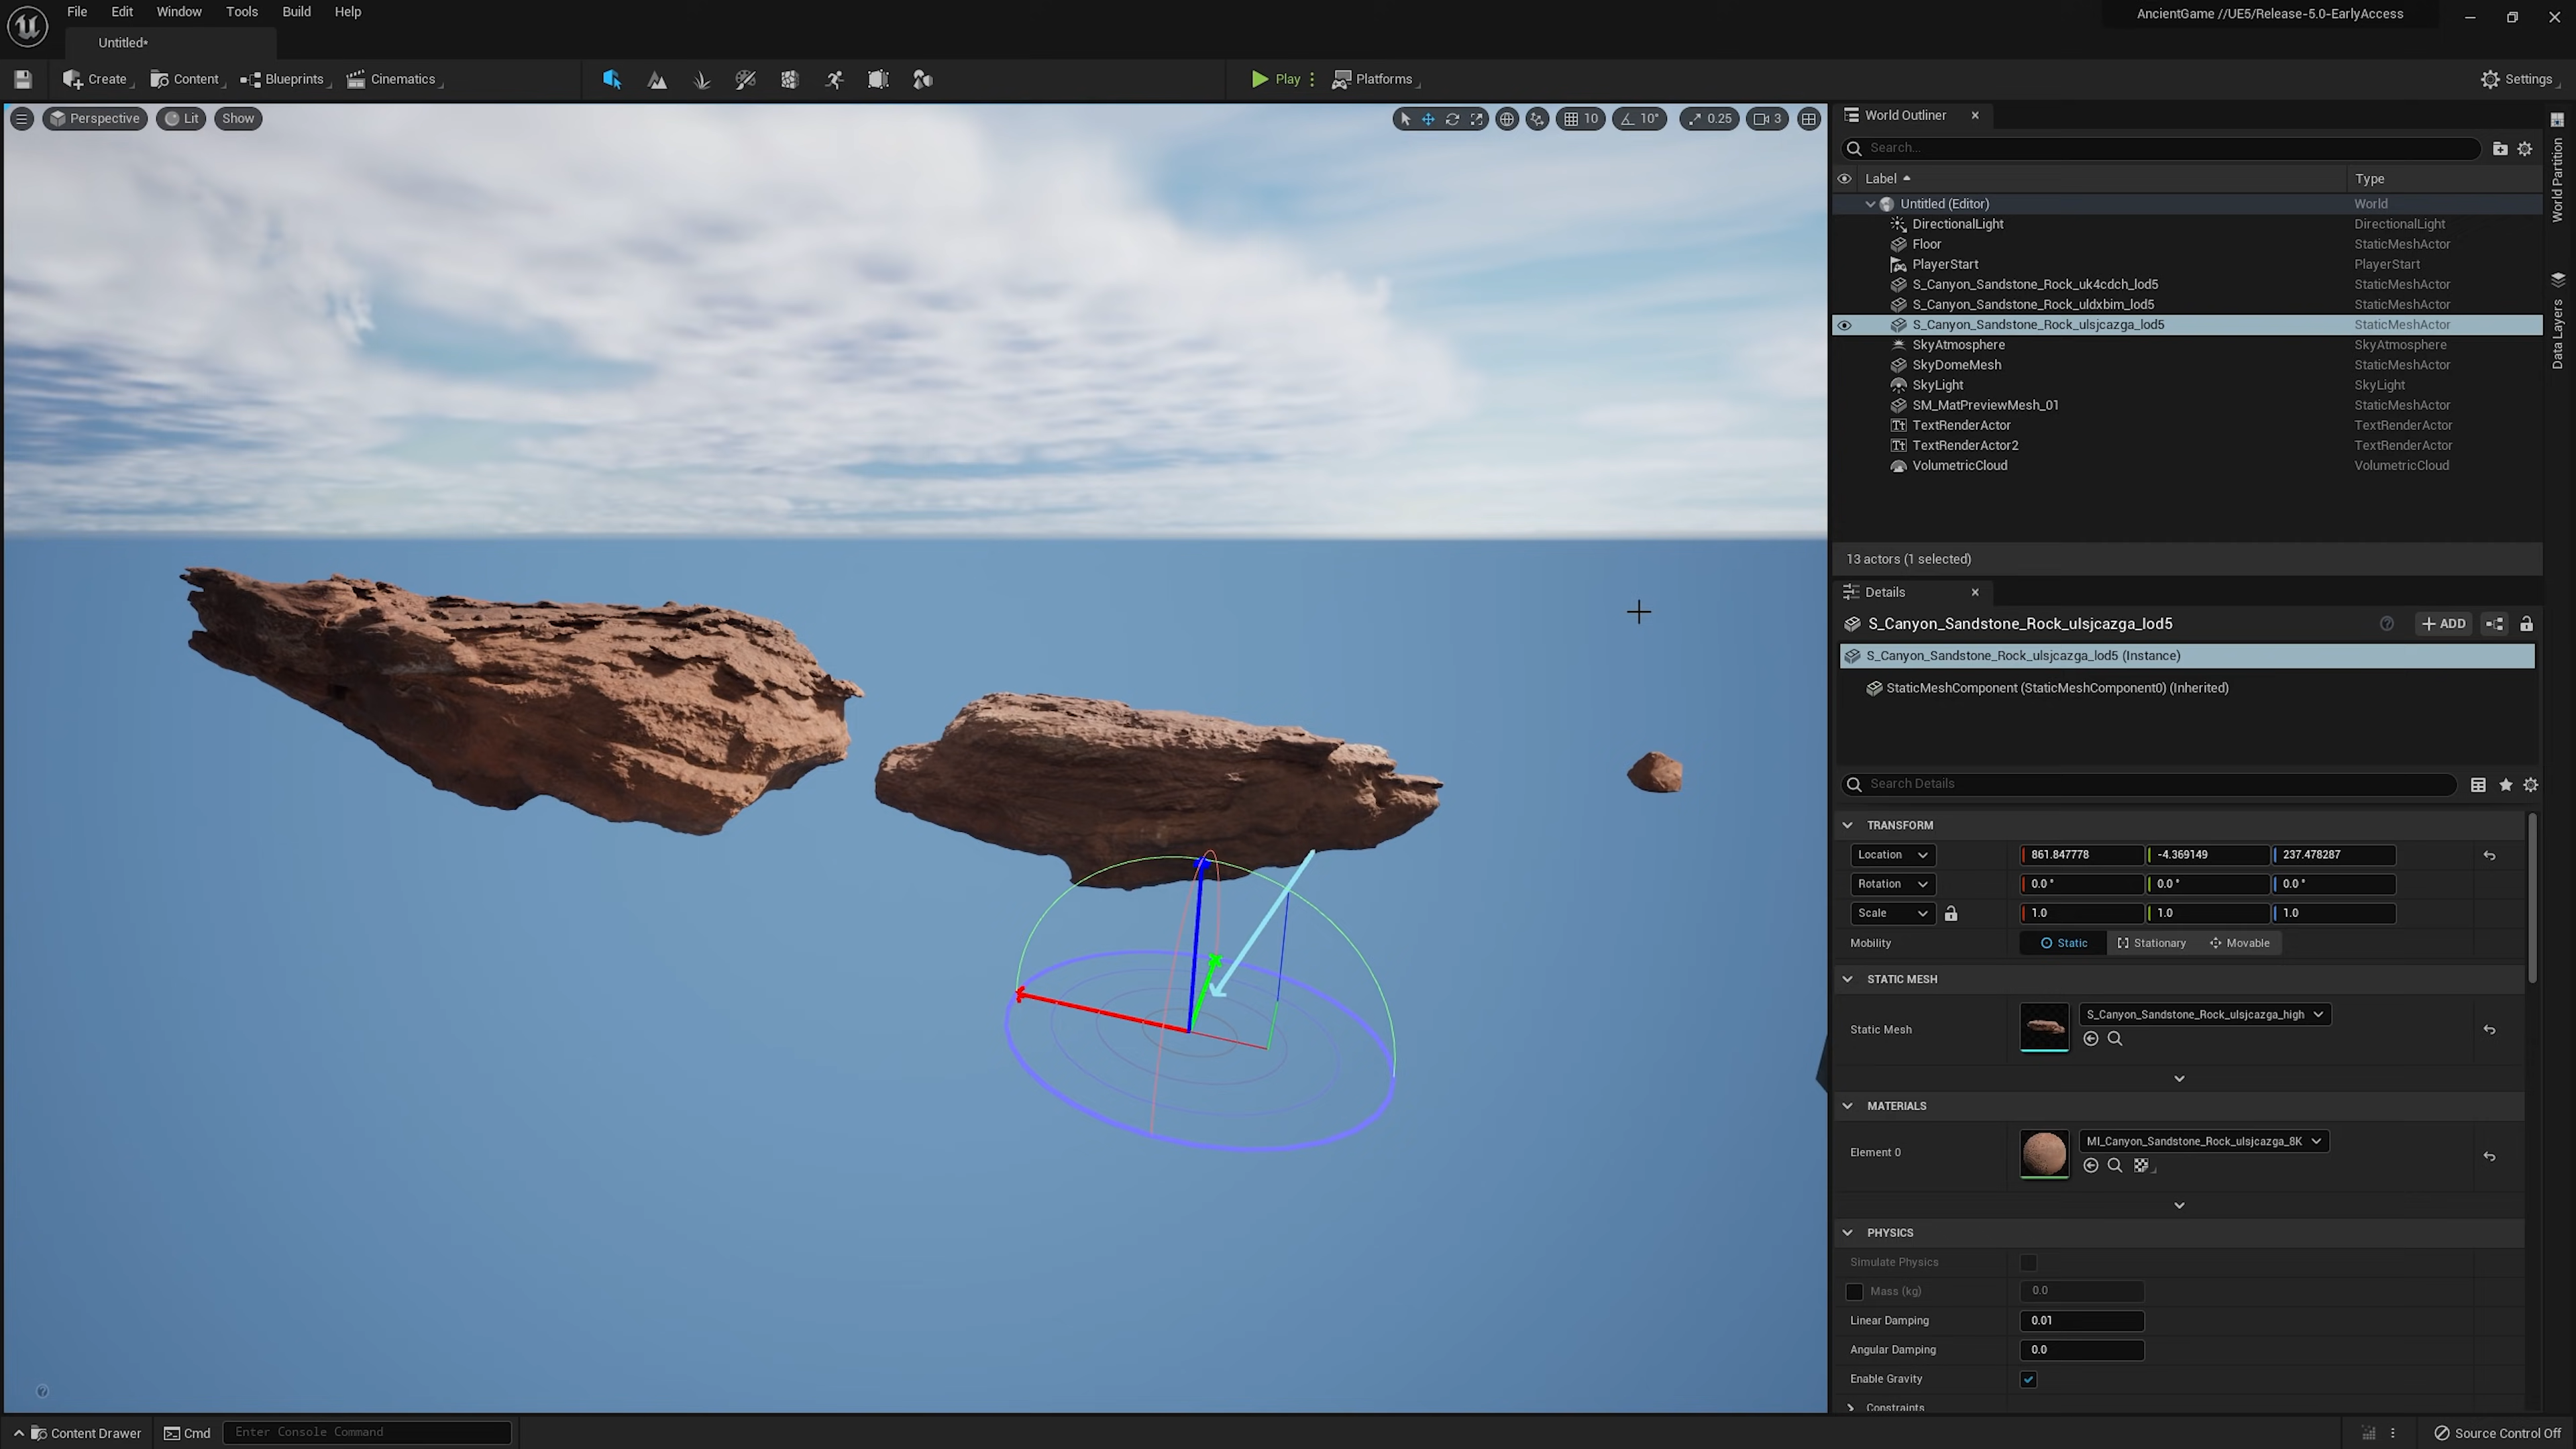 File Edit Window Tools Build Help
AncientGame //UE5/Release-5.0-EarlyAccess
Untitled*
Create Content Blueprints Cinematics Play Platforms Settings
Perspective Lit Show 10 10° 0.25 3
World Outliner
Search...
Label Type
Untitled (Editor) World
DirectionalLight DirectionalLight
Floor StaticMeshActor
PlayerStart PlayerStart
S_Canyon_Sandstone_Rock_uk4cdch_lod5 StaticMeshActor
S_Canyon_Sandstone_Rock_uldxbim_lod5 StaticMeshActor
S_Canyon_Sandstone_Rock_ulsjcazga_lod5 StaticMeshActor
SkyAtmosphere SkyAtmosphere
SkyDomeMesh StaticMeshActor
SkyLight SkyLight
SM_MatPreviewMesh_01 StaticMeshActor
TextRenderActor TextRenderActor
TextRenderActor2 TextRenderActor
VolumetricCloud VolumetricCloud
13 actors (1 selected)
World Partition
Data Layers
Details
S_Canyon_Sandstone_Rock_ulsjcazga_lod5 + ADD
S_Canyon_Sandstone_Rock_ulsjcazga_lod5 (Instance)
StaticMeshComponent (StaticMeshComponent0) (Inherited)
Search Details
TRANSFORM
Location 861.847778 -4.369149 237.478287
Rotation 0.0 ° 0.0 ° 0.0 °
Scale 1.0 1.0 1.0
Mobility Static Stationary Movable
STATIC MESH
Static Mesh S_Canyon_Sandstone_Rock_ulsjcazga_high
MATERIALS
Element 0 MI_Canyon_Sandstone_Rock_ulsjcazga_8K
PHYSICS
Simulate Physics
Mass (kg) 0.0
Linear Damping 0.01
Angular Damping 0.0
Enable Gravity
Constraints
Content Drawer Cmd Enter Console Command Source Control Off